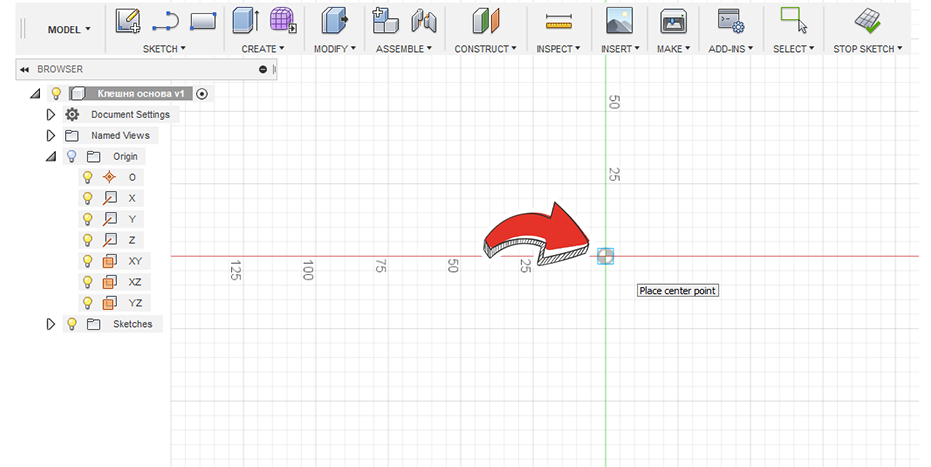 MODEL
SKETCH
CREATE
MODIFY
ASSEMBLE
CONSTRUCT
INSPECT
INSERT
MAKE
ADD-INS
SELECT
STOP SKETCH
BROWSER
Клешня основа v1
Document Settings
Named Views
Origin
O
X
Y
Z
XY
XZ
YZ
Sketches
50
25
125
100
75
50
25
Place center point